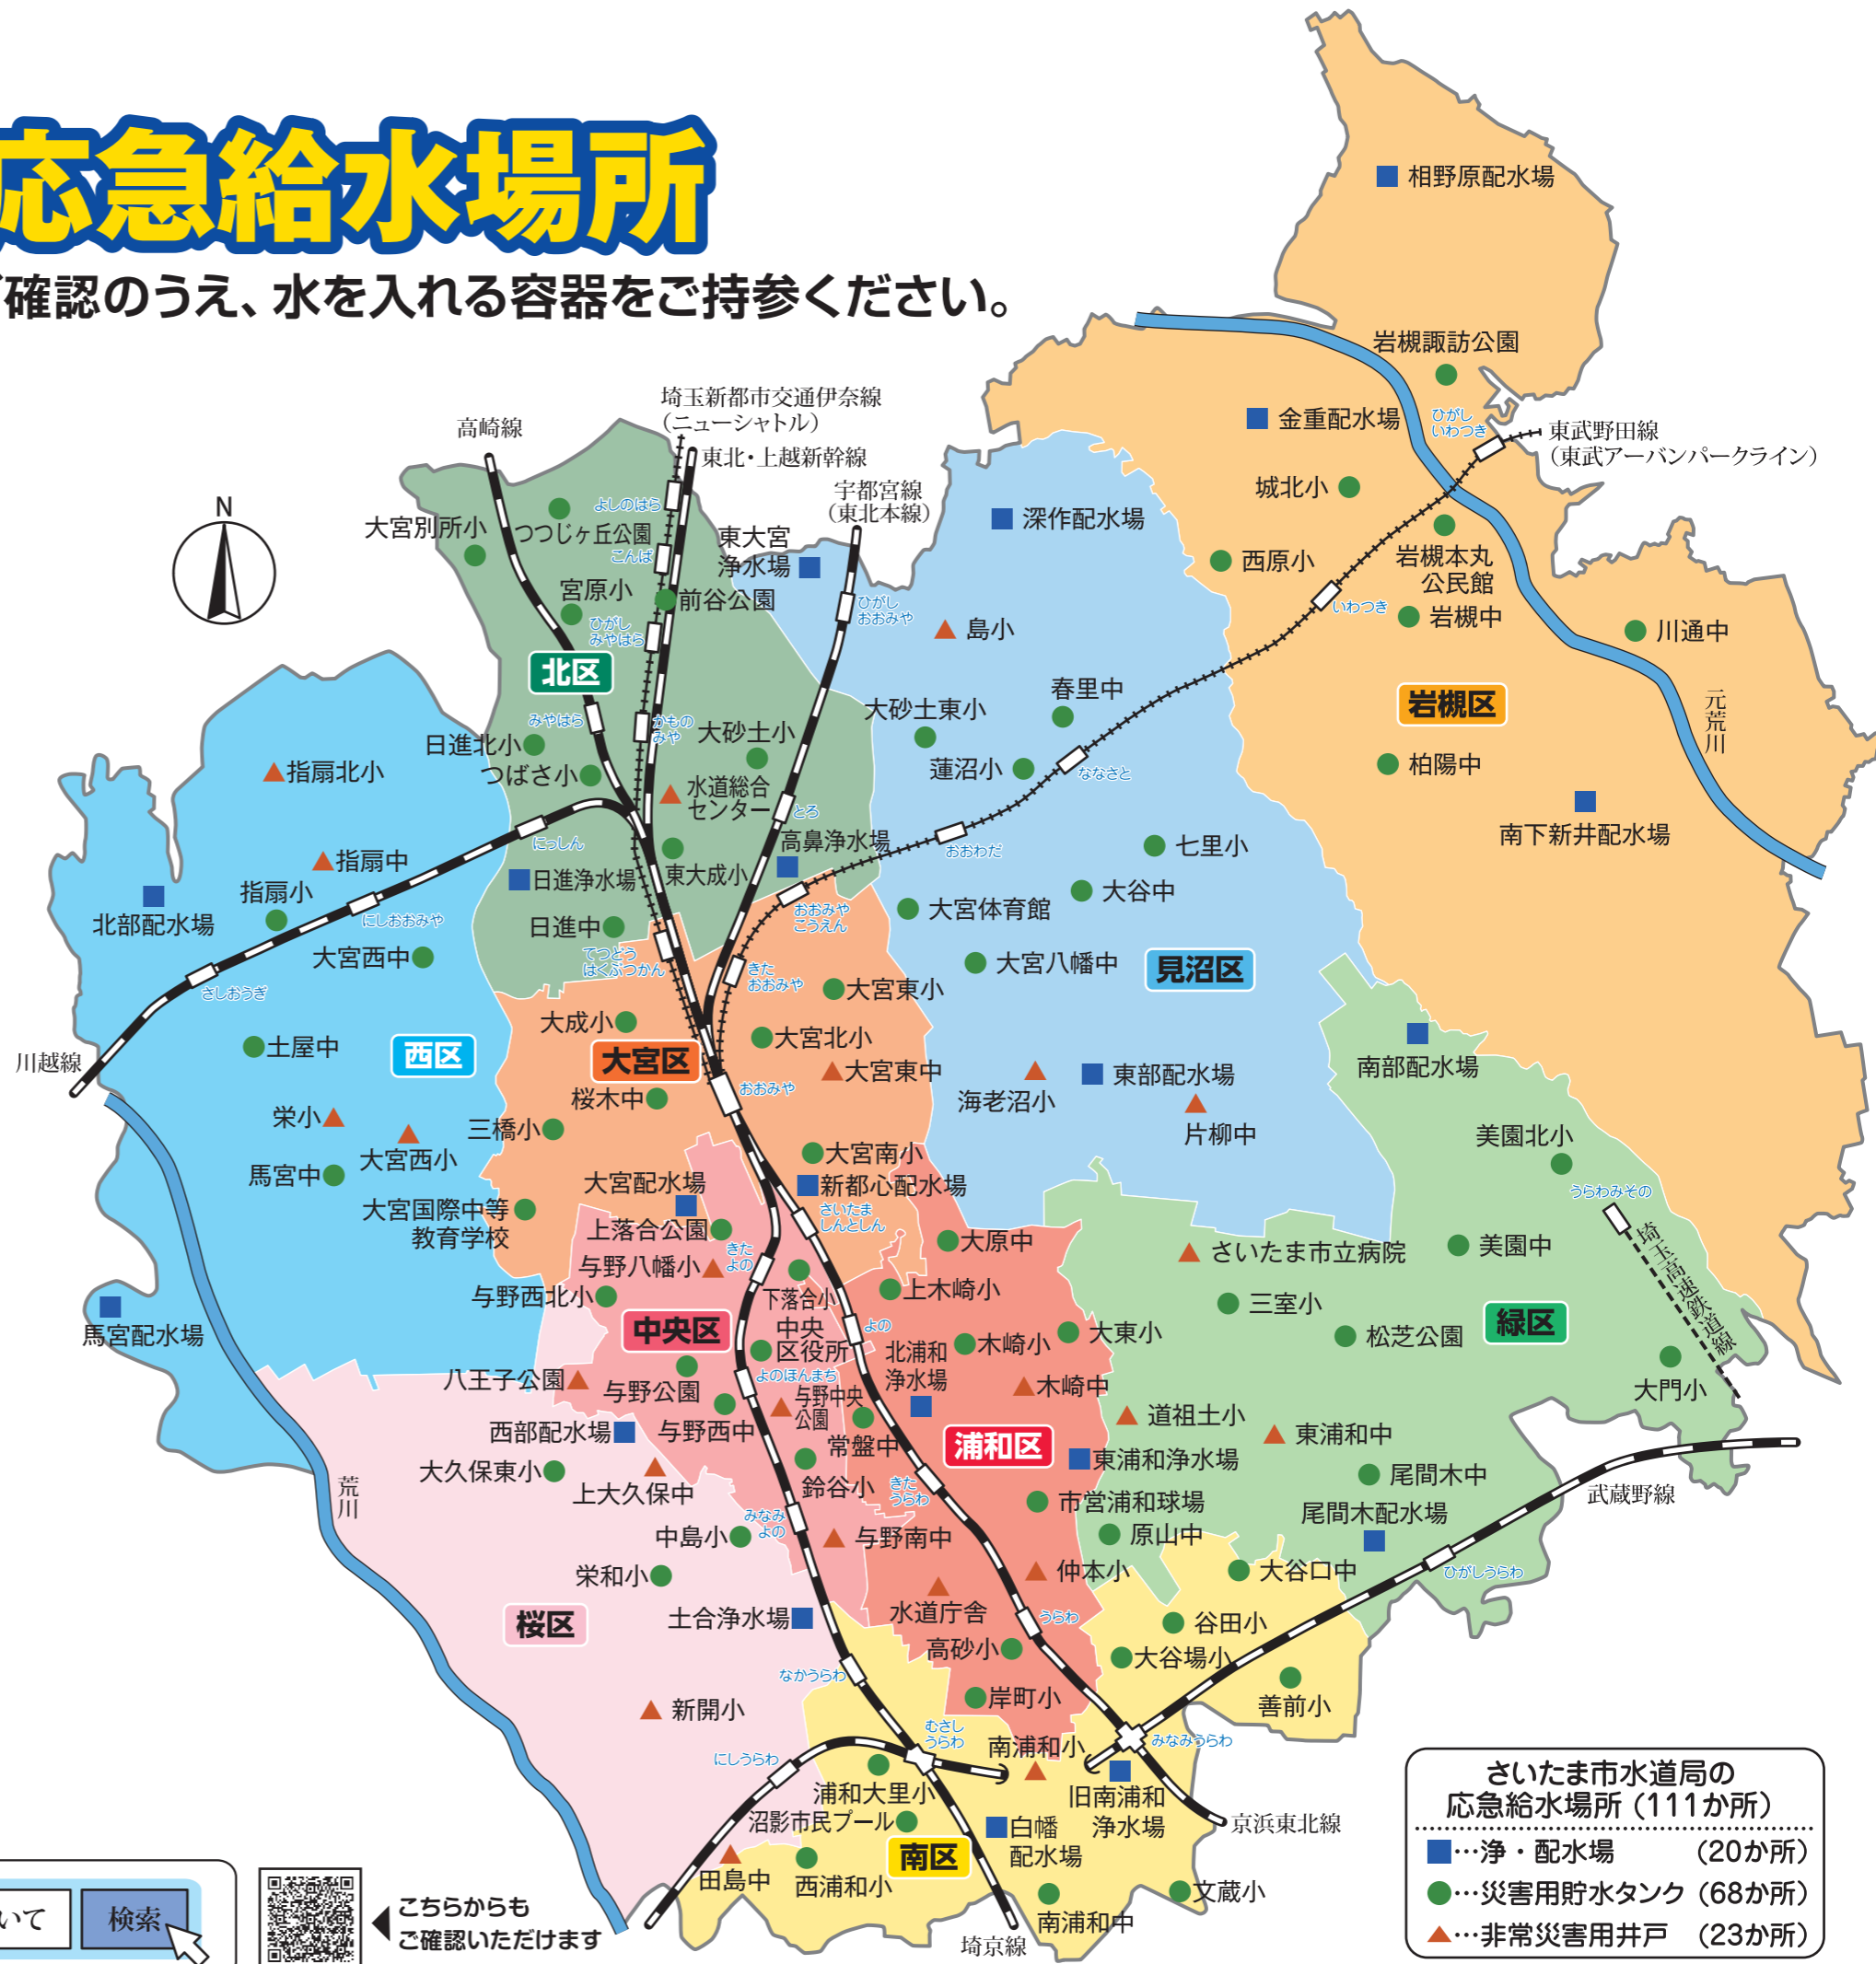 応急給水場所
確認のうえ、水を入れる容器をご持参ください。
相野原配水場
岩槻諏訪公園
金重配水場
ひがし
いわつき
東武野田線
（東武アーバンパークライン）
埼玉新都市交通伊奈線
（ニューシャトル）
高崎線
東北・上越新幹線
宇都宮線
（東北本線）
N
大宮別所小
つつじヶ丘公園
よしのはら
こんば
東大宮
浄水場
深作配水場
城北小
岩槻本丸
公民館
西原小
いわつき
岩槻中
川通中
宮原小
前谷公園
ひがし
みやはら
ひがし
おおみや
島小
北区
岩槻区
元荒川
春里中
大砂土東小
みやはら
かもの
みや
大砂土小
日進北小
つばさ小
蓮沼小
ななさと
柏陽中
指扇北小
水道総合
センター
とろ
南下新井配水場
にっしん
高鼻浄水場
おおわだ
七里小
指扇中
日進浄水場
東大成小
大谷中
指扇小
北部配水場
にしおおみや
おおみや
こうえん
大宮体育館
日進中
てつどう
はくぶつかん
大宮西中
きた
おおみや
大宮八幡中
見沼区
さしおうぎ
大宮東小
大成小
大宮北小
土屋中
西区
大宮区
川越線
南部配水場
大宮東中
東部配水場
おおみや
桜木中
海老沼小
栄小
三橋小
片柳中
美園北小
大宮西小
大宮南小
馬宮中
大宮配水場
新都心配水場
うらわみその
大宮国際中等
教育学校
さいたま
しんとしん
上落合公園
大原中
さいたま市立病院
美園中
埼玉高速鉄道線
与野八幡小
きた
よの
与野西北小
下落合小
上木崎小
三室小
緑区
馬宮配水場
中央区
中央
区役所
よの
木崎小
大東小
松芝公園
北浦和
浄水場
よのほんまち
八王子公園
与野公園
与野中央
公園
木崎中
大門小
西部配水場
与野西中
常盤中
浦和区
道祖土小
東浦和中
東浦和浄水場
大久保東小
上大久保中
鈴谷小
きた
うらわ
尾間木中
武蔵野線
荒川
市営浦和球場
尾間木配水場
中島小
みなみ
よの
与野南中
原山中
栄和小
仲本小
大谷口中
ひがしうらわ
桜区
土合浄水場
水道庁舎
うらわ
谷田小
高砂小
大谷場小
なかうらわ
新開小
岸町小
善前小
むさし
うらわ
にしうらわ
南浦和小
みなみうらわ
浦和大里小
旧南浦和
浄水場
沼影市民プール
白幡
配水場
京浜東北線
田島中
西浦和小
南区
文蔵小
南浦和中
埼京線
さいたま市水道局の
応急給水場所（111か所）
…浄・配水場 （20か所）
…災害用貯水タンク（68か所）
…非常災害用井戸 （23か所）
いて
検索
こちらからも
ご確認いただけます